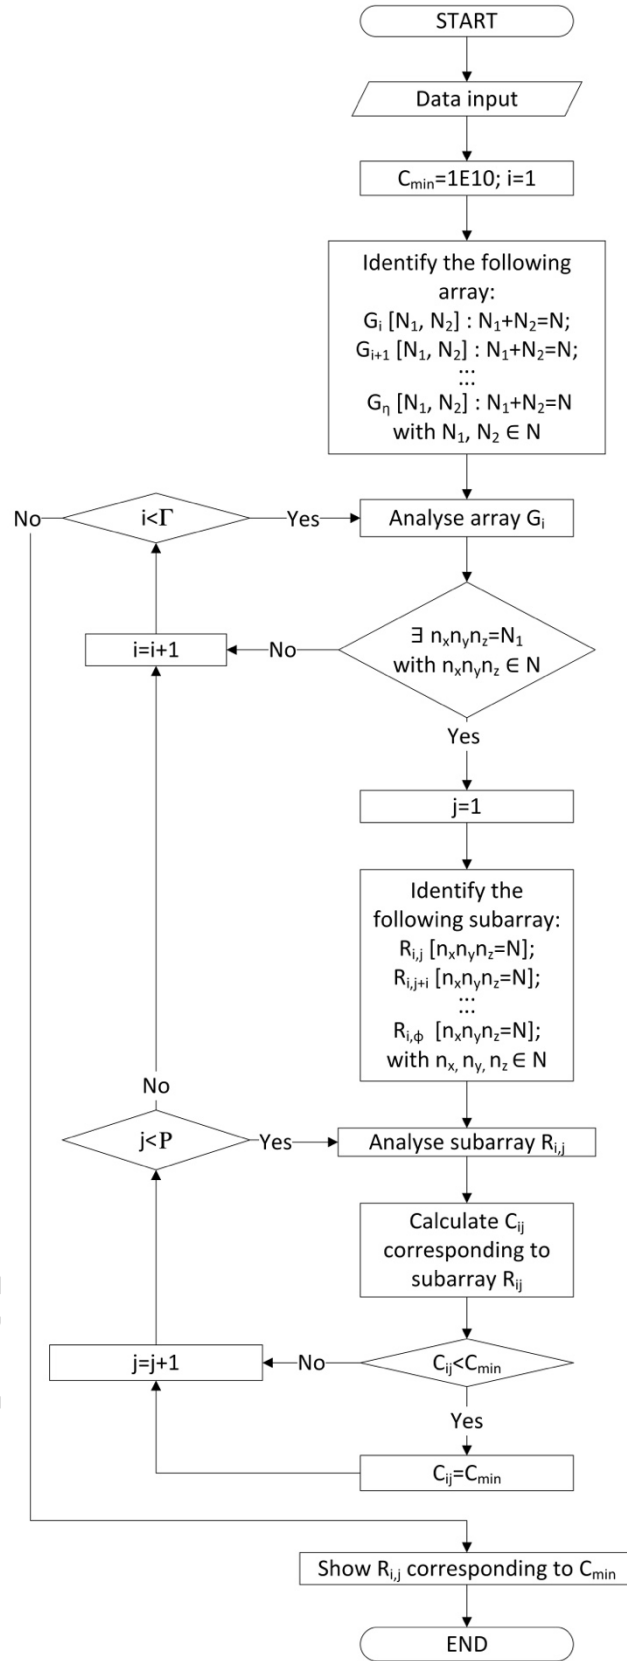 START
Data input
Cmin=1E10; i=1
Identify the following
array:
Gi [N1, N2] : N1+N2=N;
Gi+1 [N1, N2] : N1+N2=N;
⋮
Gη [N1, N2] : N1+N2=N
with N1, N2 ∈ N
No
i<Γ
Yes
Analyse array Gi
i=i+1
No
∃ nxnynz=N1
with nxnynz ∈ N
Yes
j=1
Identify the
following subarray:
Ri,j [nxnynz=N];
Ri,j+i [nxnynz=N];
⋮
Ri,ϕ [nxnynz=N];
with nx, ny, nz ∈ N
No
j<P
Yes
Analyse subarray Ri,j
Calculate Cij
corresponding to
subarray Rij
j=j+1
No
Cij<Cmin
Yes
Cij=Cmin
Show Ri,j corresponding to Cmin
END